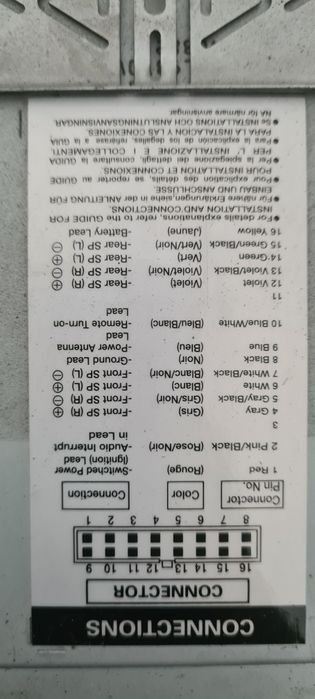 CONNECTIONS
CONNECTOR
16 15 14 13 12 11 10 9
8 7 6 5 4 3 2 1
Connector Pin No. Color Connection
1 Red (Rouge) -Switched Power
(Ignition) Lead
2 Pink/Black (Rose/Noir) -Audio Interrupt-
in Lead
3
4 Gray (Gris) -Front SP (R) ⊕
5 Gray/Black (Gris/Noir) -Front SP (R) ⊖
6 White (Blanc) -Front SP (L) ⊕
7 White/Black (Blanc/Noir) -Front SP (L) ⊖
8 Black (Noir) -Ground Lead
9 Blue (Bleu) -Power Antenna
Lead
10 Blue/White (Bleu/Blanc) -Remote Turn-on
Lead
11
12 Violet (Violet) -Rear SP (R) ⊕
13 Violet/Black (Violet/Noir) -Rear SP (R) ⊖
14 Green (Vert) -Rear SP (L) ⊕
15 Green/Black (Vert/Noir) -Rear SP (L) ⊖
16 Yellow (Jaune) -Battery Lead
●For details explanations, refer to the GUIDE FOR
INSTALLATION AND CONNECTIONS.
●For nähere Erklärungen, sehen in der ANLEITUNG FÜR
EINBAU UND ANSCHLÜSSE.
●Pour explication des détails, se reporter au GUIDE
POUR INSTALLATION ET CONNEXIONS.
●Per la spiegazione dei dettagli, consultare la GUIDA
PER L' INSTALLAZIONE E I COLLEGAMENTI.
●Para la explicación de los detalles, refiérase a la GUIA
PARA LA INSTALACION Y LAS CONEXIONES.
●Se INSTALLATIONS OCH ANSLUTNINGSANVISNINGAR
för närmare anvisningar.